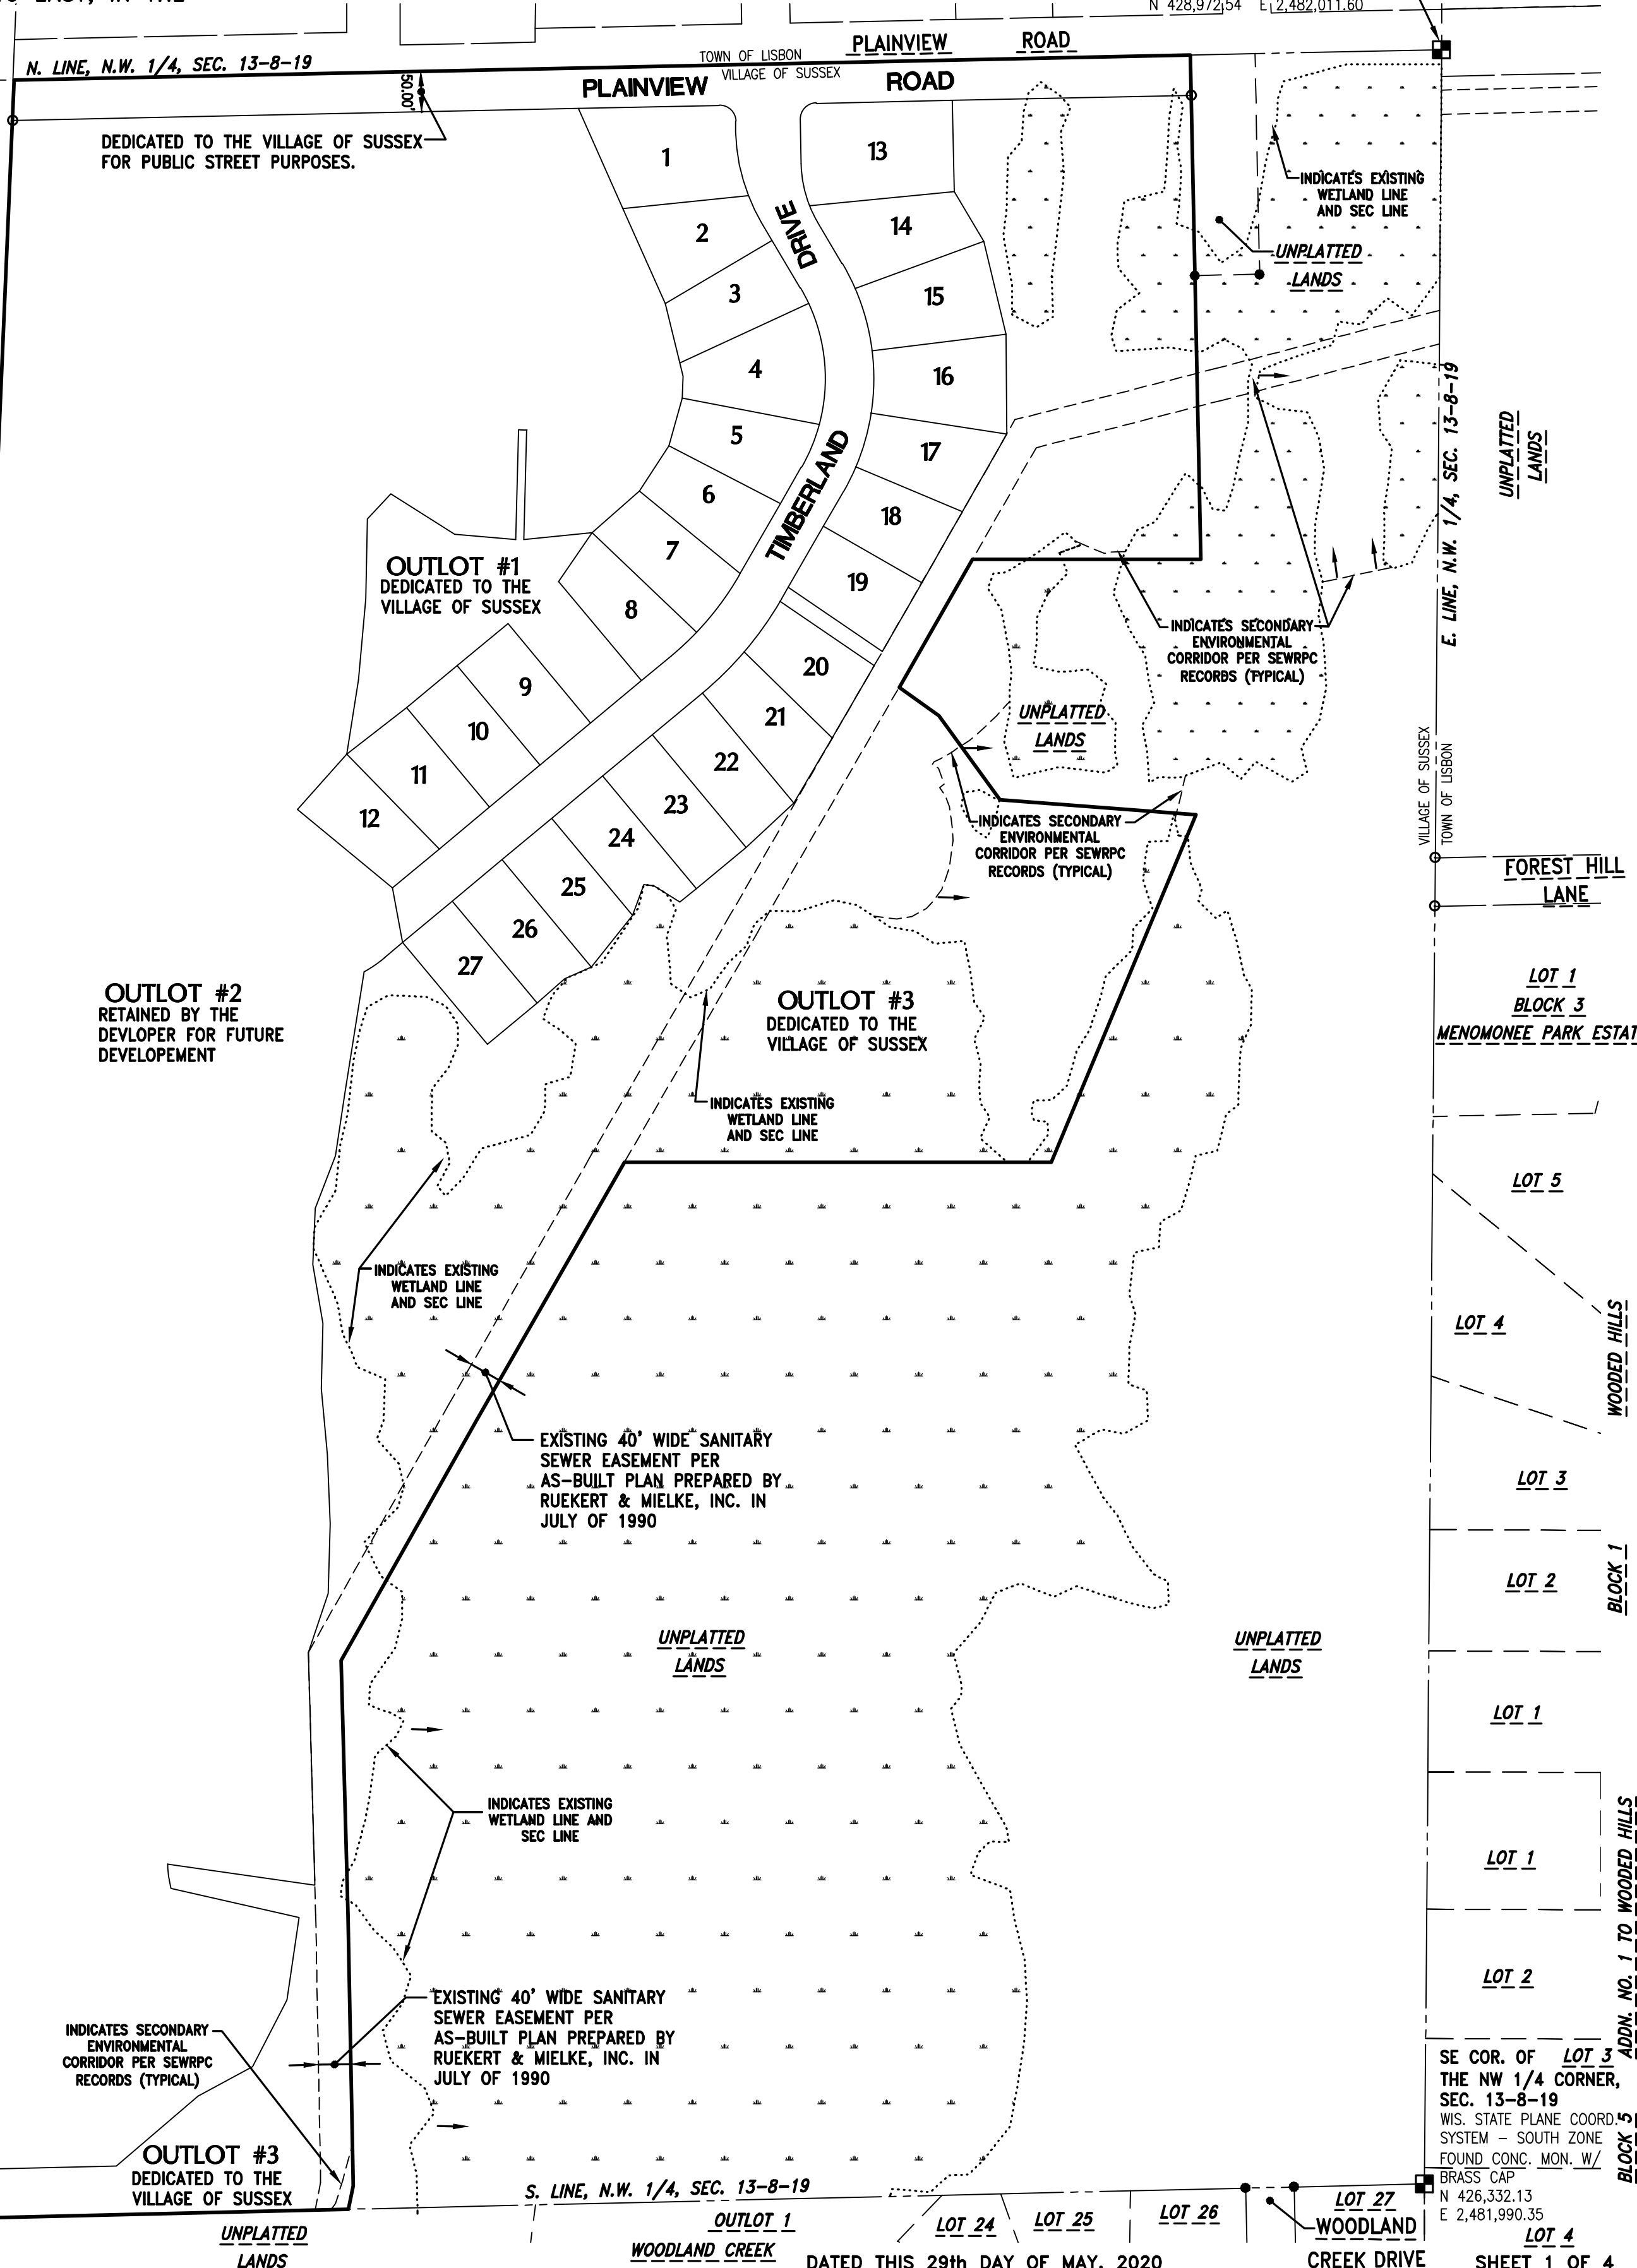 N 428,972.54 E 2,482,011.60
N. LINE, N.W. 1/4, SEC. 13-8-19
TOWN OF LISBON
VILLAGE OF SUSSEX
PLAINVIEW ROAD
PLAINVIEW ROAD
50.00'
DEDICATED TO THE VILLAGE OF SUSSEX
FOR PUBLIC STREET PURPOSES.
1
2
3
4
5
6
7
8
9
10
11
12
13
14
15
16
17
18
19
20
21
22
23
24
25
26
27
TIMBERLAND DRIVE
INDICATES EXISTING
WETLAND LINE
AND SEC LINE
UNPLATTED
LANDS
E. LINE, N.W. 1/4, SEC. 13-8-19
UNPLATTED
LANDS
OUTLOT #1
DEDICATED TO THE
VILLAGE OF SUSSEX
INDICATES SECONDARY
ENVIRONMENTAL
CORRIDOR PER SEWRPC
RECORDS (TYPICAL)
UNPLATTED
LANDS
VILLAGE OF SUSSEX
TOWN OF LISBON
INDICATES SECONDARY
ENVIRONMENTAL
CORRIDOR PER SEWRPC
RECORDS (TYPICAL)
FOREST HILL
LANE
OUTLOT #2
RETAINED BY THE
DEVLOPER FOR FUTURE
DEVELOPEMENT
OUTLOT #3
DEDICATED TO THE
VILLAGE OF SUSSEX
LOT 1
BLOCK 3
MENOMONEE PARK ESTAT
INDICATES EXISTING
WETLAND LINE
AND SEC LINE
LOT 5
INDICATES EXISTING
WETLAND LINE
AND SEC LINE
LOT 4
WOODED HILLS
EXISTING 40' WIDE SANITARY
SEWER EASEMENT PER
AS-BUILT PLAN PREPARED BY
RUEKERT & MIELKE, INC. IN
JULY OF 1990
LOT 3
BLOCK 1
LOT 2
UNPLATTED
LANDS
UNPLATTED
LANDS
LOT 1
INDICATES EXISTING
WETLAND LINE AND
SEC LINE
LOT 1
ADDN. NO. 1 TO WOODED HILLS
LOT 2
EXISTING 40' WIDE SANITARY
SEWER EASEMENT PER
AS-BUILT PLAN PREPARED BY
RUEKERT & MIELKE, INC. IN
JULY OF 1990
INDICATES SECONDARY
ENVIRONMENTAL
CORRIDOR PER SEWRPC
RECORDS (TYPICAL)
LOT 3
SE COR. OF
THE NW 1/4 CORNER,
SEC. 13-8-19
WIS. STATE PLANE COORD.
SYSTEM – SOUTH ZONE
FOUND CONC. MON. W/
BRASS CAP
N 426,332.13
E 2,481,990.35
BLOCK 5
OUTLOT #3
DEDICATED TO THE
VILLAGE OF SUSSEX
S. LINE, N.W. 1/4, SEC. 13-8-19
UNPLATTED
LANDS
OUTLOT 1
WOODLAND CREEK
LOT 24
LOT 25
LOT 26
LOT 27
WOODLAND
CREEK DRIVE
LOT 4
DATED THIS 29th DAY OF MAY, 2020
SHEET 1 OF 4